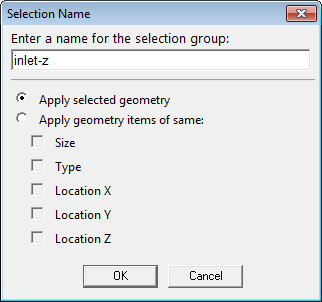 Selection Name
Enter a name for the selection group:
inlet-z
Apply selected geometry
Apply geometry items of same:
Size
Type
Location X
Location Y
Location Z
OK Cancel